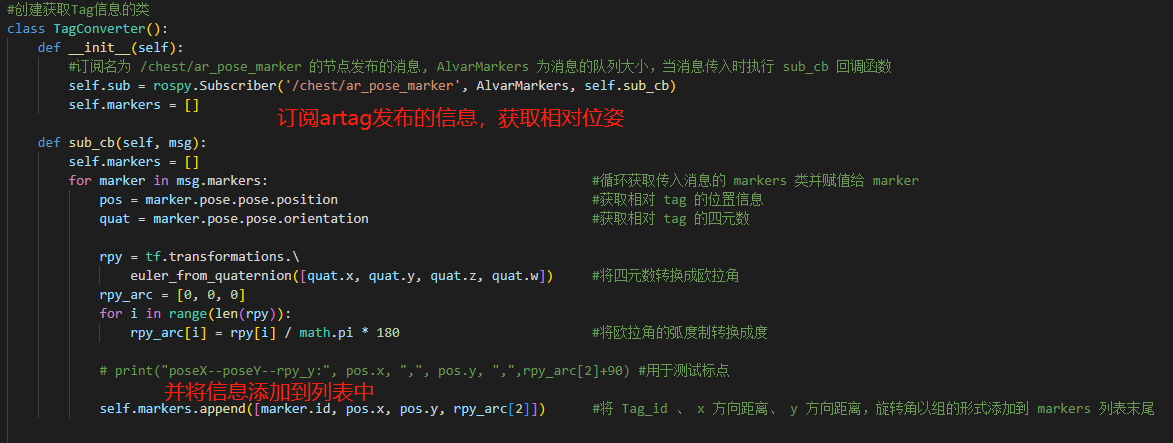 #创建获取Tag信息的类
class TagConverter():
def __init__(self):
#订阅名为 /chest/ar_pose_marker 的节点发布的消息, AlvarMarkers 为消息的队列大小，当消息传入时执行 sub_cb 回调函数
self.sub = rospy.Subscriber('/chest/ar_pose_marker', AlvarMarkers, self.sub_cb)
self.markers = []
订阅artag发布的信息，获取相对位姿
def sub_cb(self, msg):
self.markers = []
for marker in msg.markers: #循环获取传入消息的 markers 类并赋值给 marker
pos = marker.pose.pose.position #获取相对 tag 的位置信息
quat = marker.pose.pose.orientation #获取相对 tag 的四元数
rpy = tf.transformations.\
euler_from_quaternion([quat.x, quat.y, quat.z, quat.w]) #将四元数转换成欧拉角
rpy_arc = [0, 0, 0]
for i in range(len(rpy)):
rpy_arc[i] = rpy[i] / math.pi * 180 #将欧拉角的弧度制转换成度
# print("poseX--poseY--rpy_y:", pos.x, ",", pos.y, ",",rpy_arc[2]+90) #用于测试标点
并将信息添加到列表中
self.markers.append([marker.id, pos.x, pos.y, rpy_arc[2]]) #将 Tag_id 、 x 方向距离、 y 方向距离，旋转角以组的形式添加到 markers 列表末尾